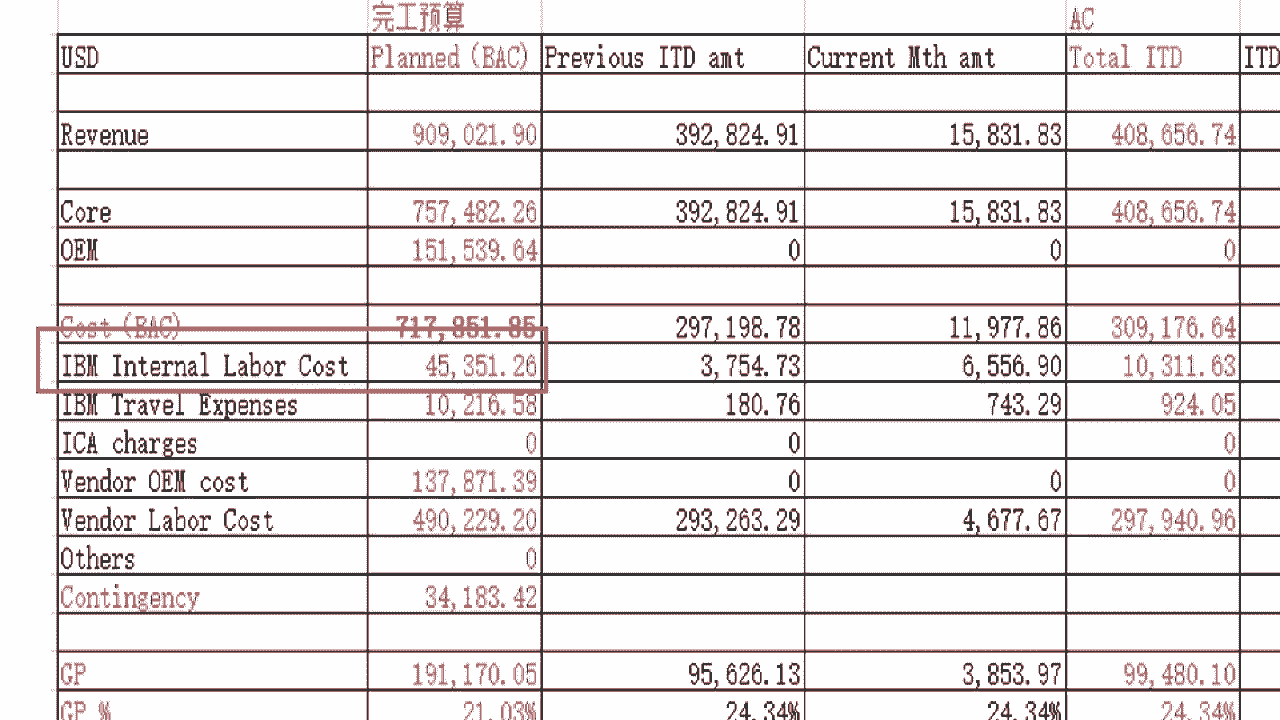 完工预算 AC
USD Planned (BAC) Previous ITD amt Current Mth amt Total ITD ITD
Revenue 909,021.90 392,824.91 15,831.83 408,656.74
Core 757,482.26 392,824.91 15,831.83 408,656.74
OEM 151,539.64 0 0 0
Cost (BAC) 717,851.85 297,198.78 11,977.86 309,176.64
IBM Internal Labor Cost 45,351.26 3,754.73 6,556.90 10,311.63
IBM Travel Expenses 10,216.58 180.76 743.29 924.05
ICA charges 0 0 0
Vendor OEM cost 137,871.39 0 0 0
Vendor Labor Cost 490,229.20 293,263.29 4,677.67 297,940.96
Others 0
Contingency 34,183.42
GP 191,170.05 95,626.13 3,853.97 99,480.10
GP % 21.03% 24.34% 24.34% 24.34%